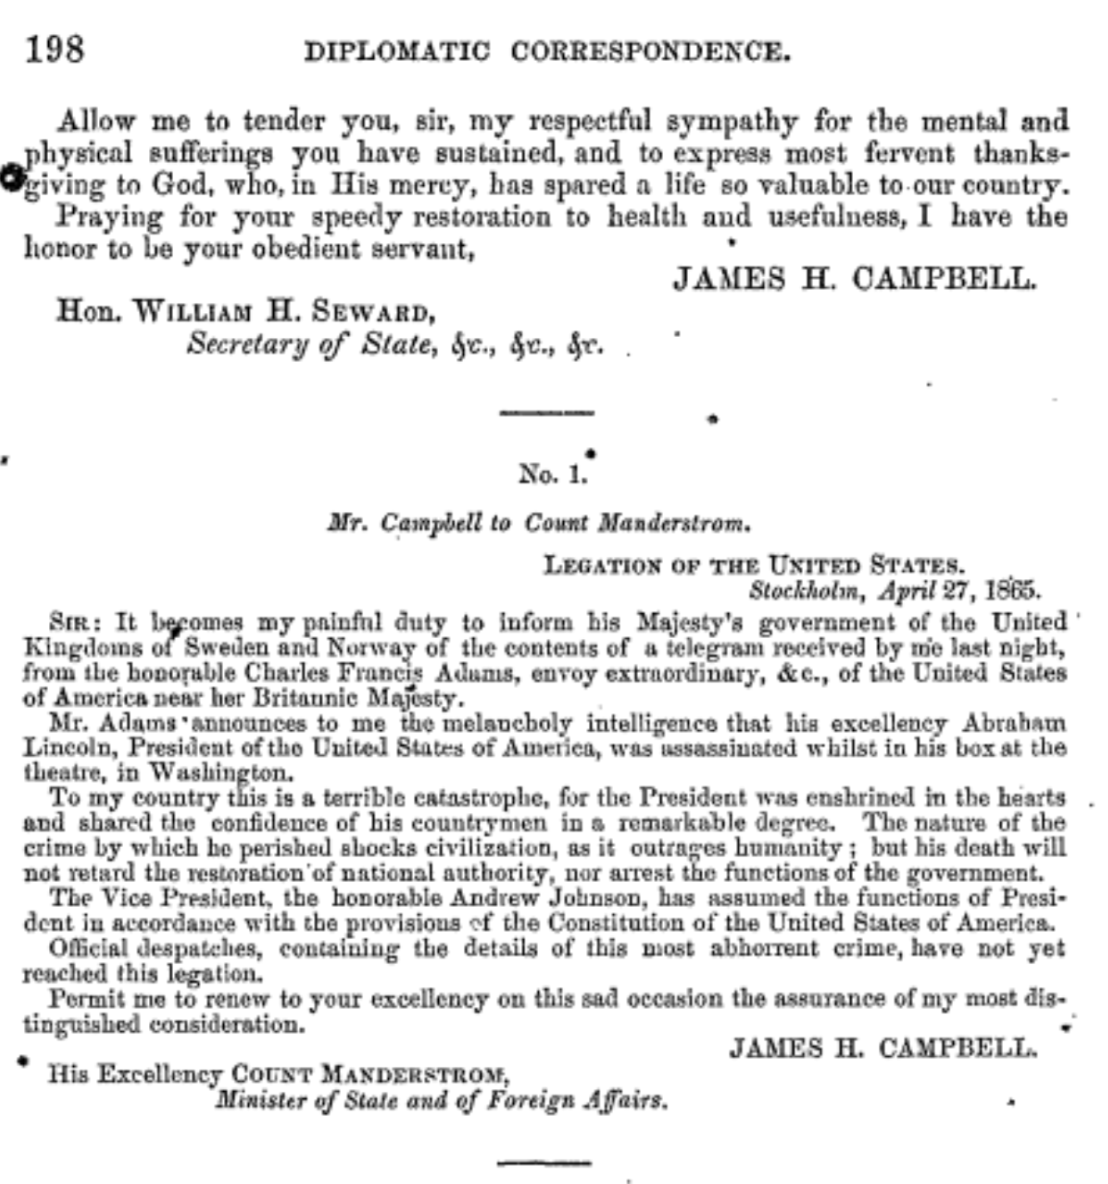 198 DIPLOMATIC CORRESPONDENCE.
Allow me to tender you, sir, my respectful sympathy for the mental and
physical sufferings you have sustained, and to express most fervent thanks-
giving to God, who, in His mercy, has spared a life so valuable to our country.
Praying for your speedy restoration to health and usefulness, I have the
honor to be your obedient servant,
JAMES H. CAMPBELL.
Hon. WILLIAM H. SEWARD,
Secretary of State, &c., &c., &c.
No. 1.
Mr. Campbell to Count Manderstrom.
LEGATION OF THE UNITED STATES.
Stockholm, April 27, 1865.
SIR: It becomes my painful duty to inform his Majesty's government of the United
Kingdoms of Sweden and Norway of the contents of a telegram received by me last night,
from the honorable Charles Francis Adams, envoy extraordinary, &c., of the United States
of America near her Britannic Majesty.
Mr. Adams announces to me the melancholy intelligence that his excellency Abraham
Lincoln, President of the United States of America, was assassinated whilst in his box at the
theatre, in Washington.
To my country this is a terrible catastrophe, for the President was enshrined in the hearts
and shared the confidence of his countrymen in a remarkable degree. The nature of the
crime by which he perished shocks civilization, as it outrages humanity; but his death will
not retard the restoration of national authority, nor arrest the functions of the government.
The Vice President, the honorable Andrew Johnson, has assumed the functions of Presi-
dent in accordance with the provisions of the Constitution of the United States of America.
Official despatches, containing the details of this most abhorrent crime, have not yet
reached this legation.
Permit me to renew to your excellency on this sad occasion the assurance of my most dis-
tinguished consideration.
JAMES H. CAMPBELL.
His Excellency COUNT MANDERSTROM,
Minister of State and of Foreign Affairs.